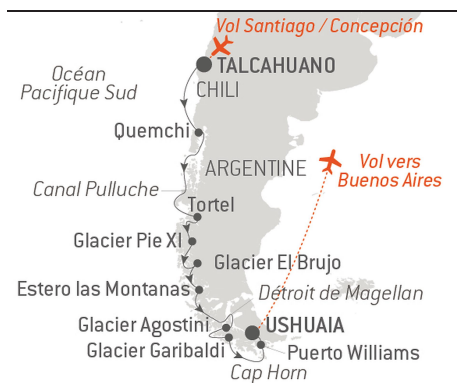 Vol Santiago / Concepción
TALCAHUANO
Océan
Pacifique Sud
CHILI
Quemchi
ARGENTINE
Vol vers
Buenos Aires
Canal Pulluche
Tortel
Glacier Pie XI
Glacier El Brujo
Estero las Montanas
Détroit de Magellan
Glacier Agostini
USHUAIA
Glacier Garibaldi
Puerto Williams
Cap Horn